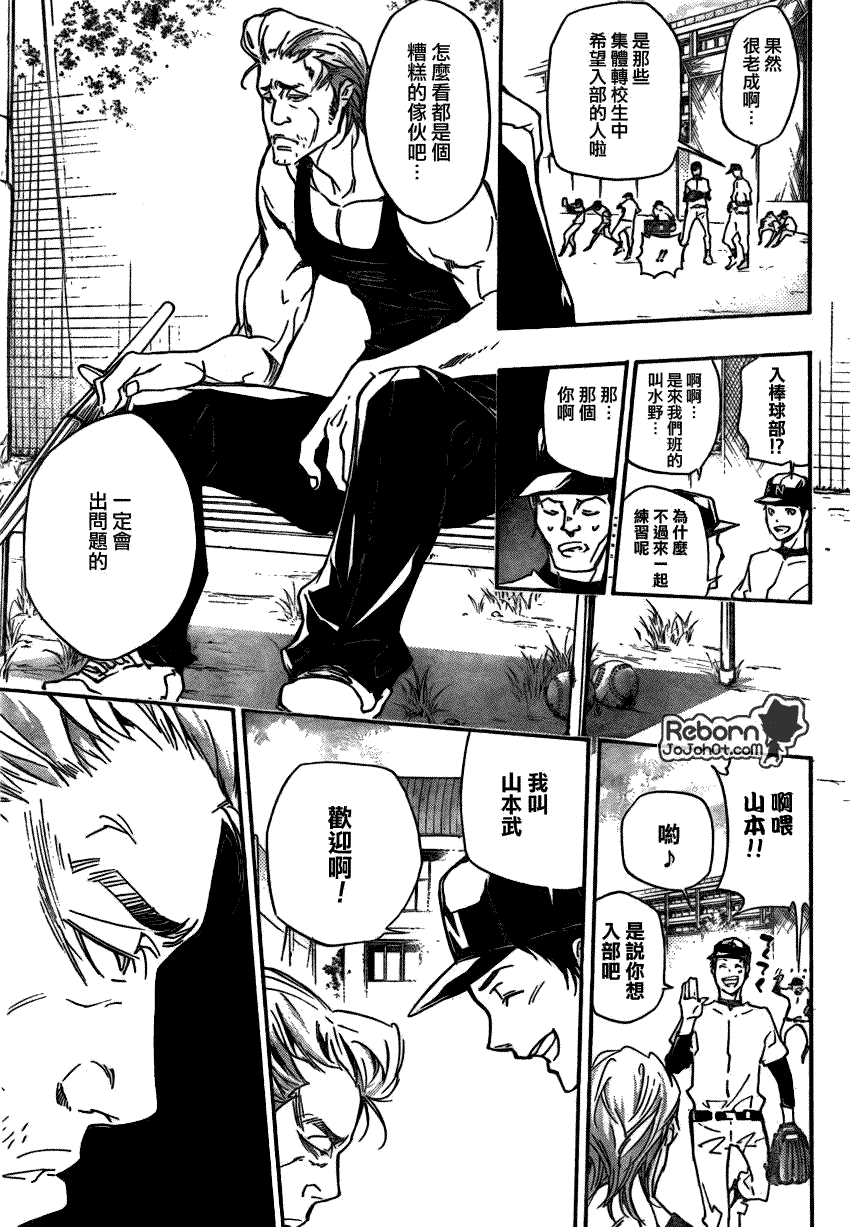 果然
很老成啊…
是那些
集體轉校生中
希望入部的人啦
!!
怎麼看都是個
糟糕的傢伙吧…
一定會
出問題的
入棒球部!?
啊啊…
是來我們班的
叫水野…
為什麼
不過來一起
練習呢
那…
那個
你啊
Reborn
JoJohOt.com
啊喂
山本!!
喲♪
是說你想
入部吧
我叫
山本武
歡迎啊!